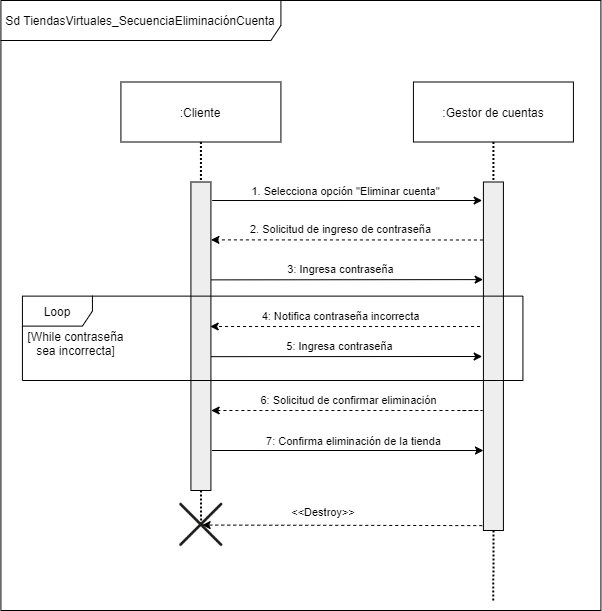 Sd TiendasVirtuales_SecuenciaEliminaciónCuenta
:Cliente
:Gestor de cuentas
1. Selecciona opción "Eliminar cuenta"
2. Solicitud de ingreso de contraseña
3: Ingresa contraseña
Loop
4: Notifica contraseña incorrecta
[While contraseña
sea incorrecta]
5: Ingresa contraseña
6: Solicitud de confirmar eliminación
7: Confirma eliminación de la tienda
<<Destroy>>